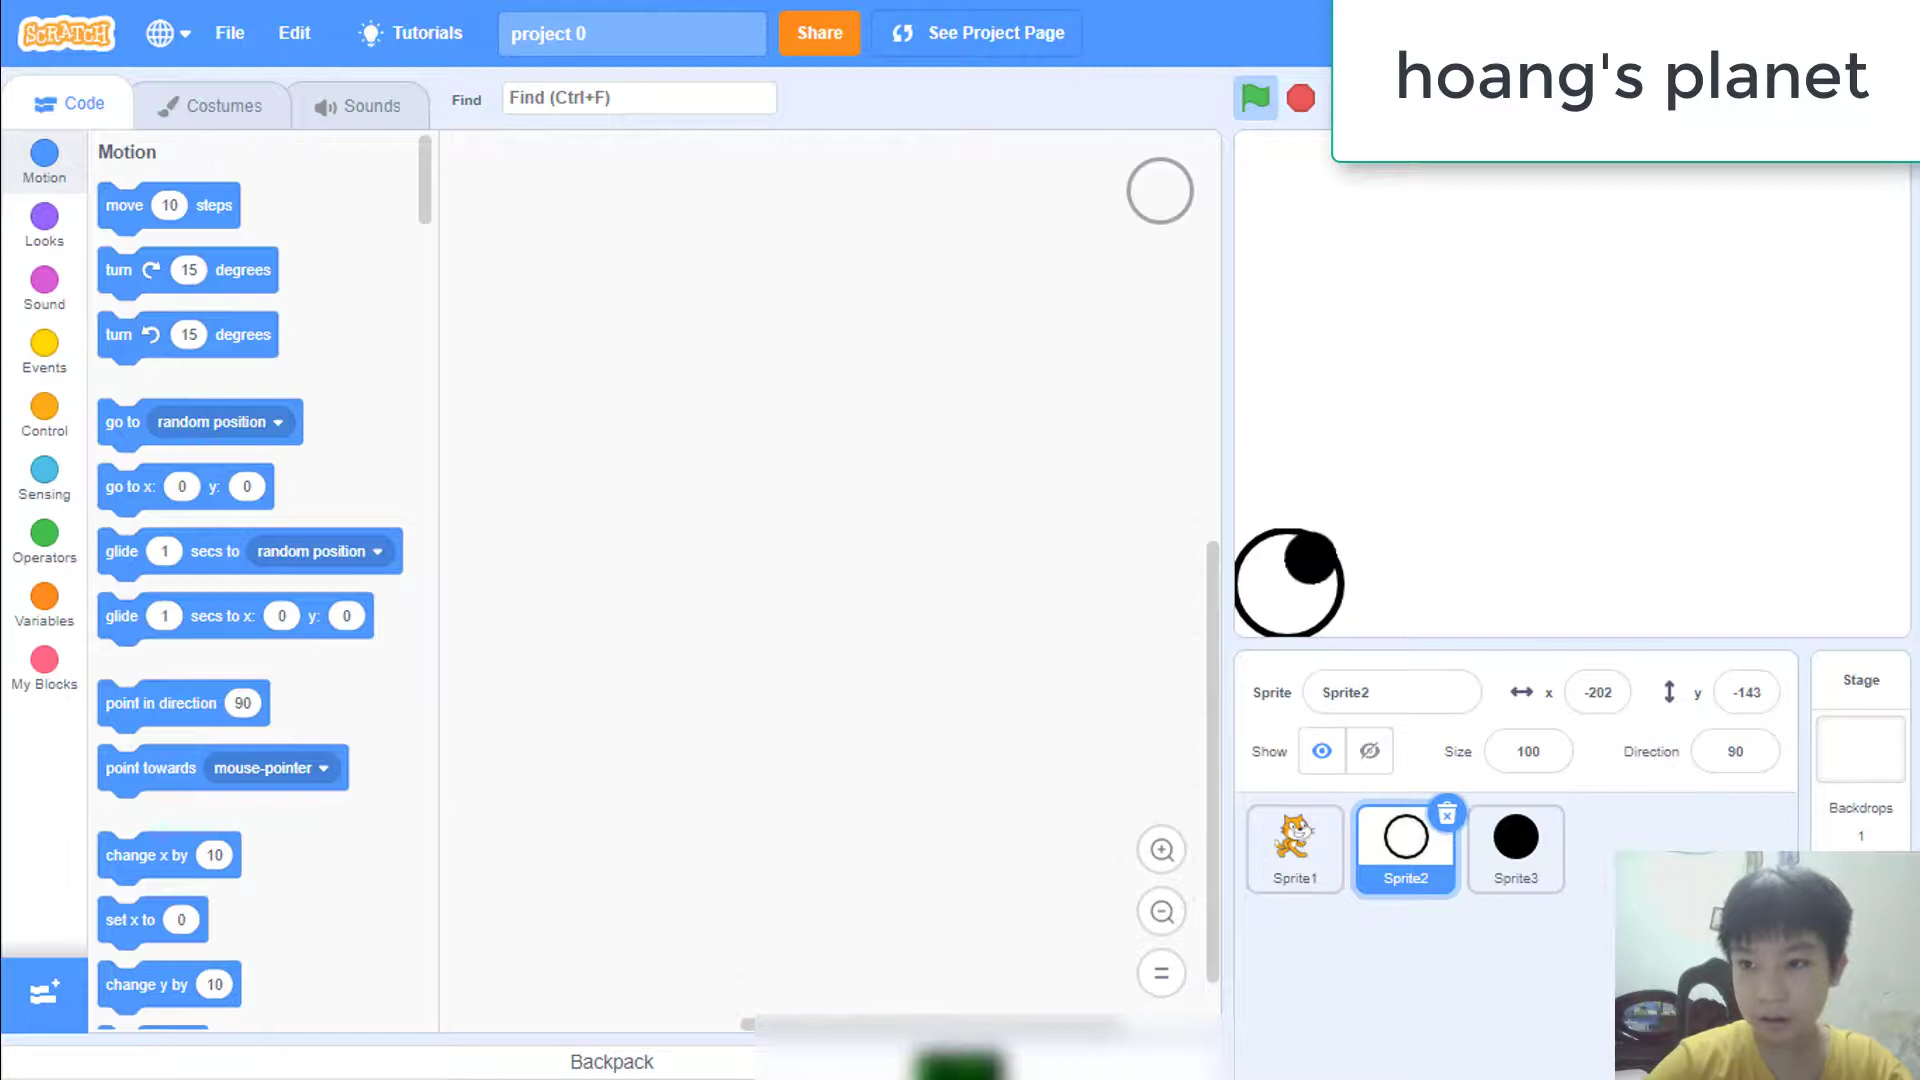 SCRATCH
File
Edit
Tutorials
project 0
Share
See Project Page
hoang's planet
Code
Costumes
Sounds
Find
Find (Ctrl+F)
Motion
Looks
Sound
Events
Control
Sensing
Operators
Variables
My Blocks
Motion
move 10 steps
turn 15 degrees
turn 15 degrees
go to random position
go to x: 0 y: 0
glide 1 secs to random position
glide 1 secs to x: 0 y: 0
point in direction 90
point towards mouse-pointer
change x by 10
set x to 0
change y by 10
Backpack
Sprite Sprite2 x -202 y -143
Show Size 100 Direction 90
Sprite1
Sprite2
Sprite3
Stage
Backdrops
1